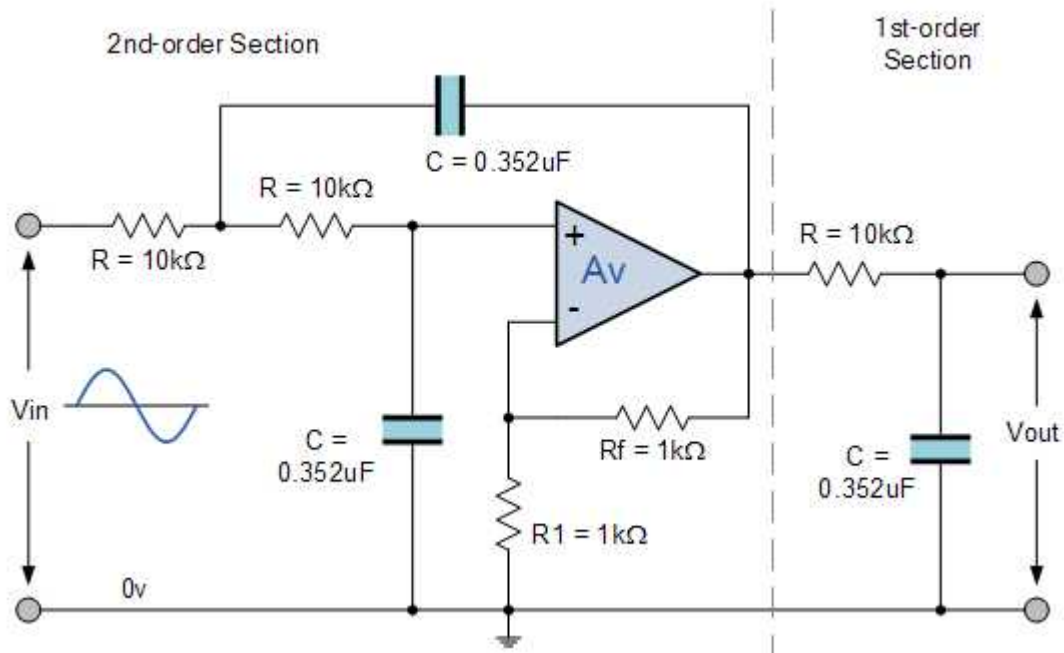 2nd-order Section
1st-order
Section
C = 0.352uF
R = 10kΩ
R = 10kΩ
R = 10kΩ
+
Av
-
Vin
C =
0.352uF
Rf = 1kΩ
C =
0.352uF
Vout
R1 = 1kΩ
0v